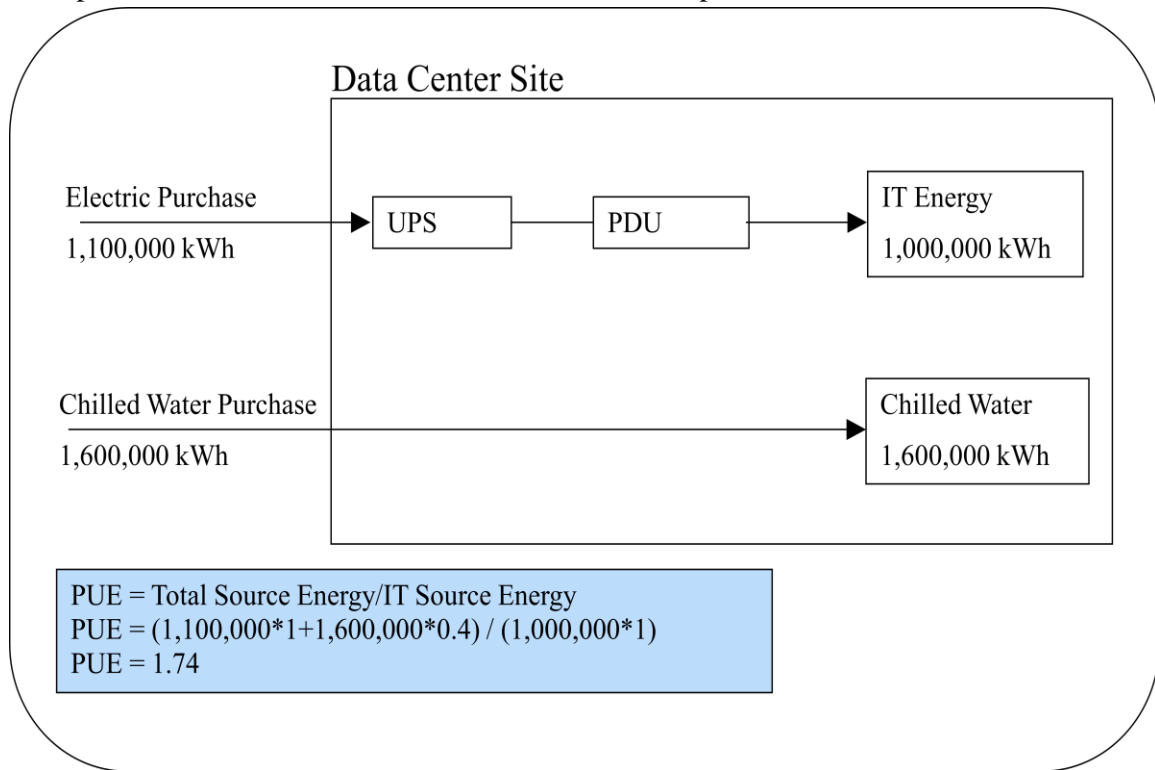 Data Center Site
Electric Purchase
1,100,000 kWh
UPS
PDU
IT Energy
1,000,000 kWh
Chilled Water Purchase
1,600,000 kWh
Chilled Water
1,600,000 kWh
PUE = Total Source Energy/IT Source Energy
PUE = (1,100,000*1+1,600,000*0.4) / (1,000,000*1)
PUE = 1.74